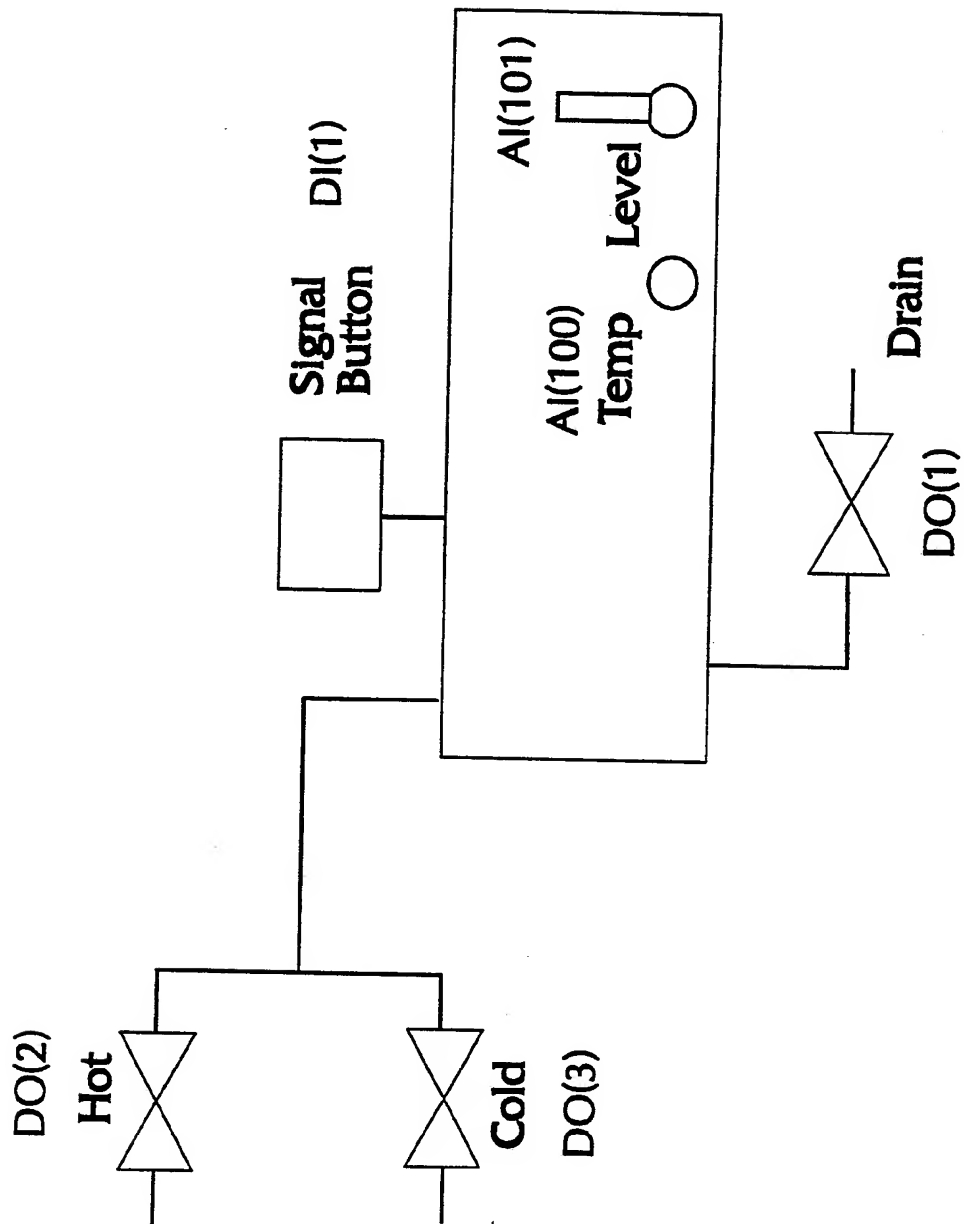 DO(2)
Hot
Cold
DO(3)
Signal
Button
DI(1)
AI(100)
Temp
AI(101)
Level
Drain
DO(1)